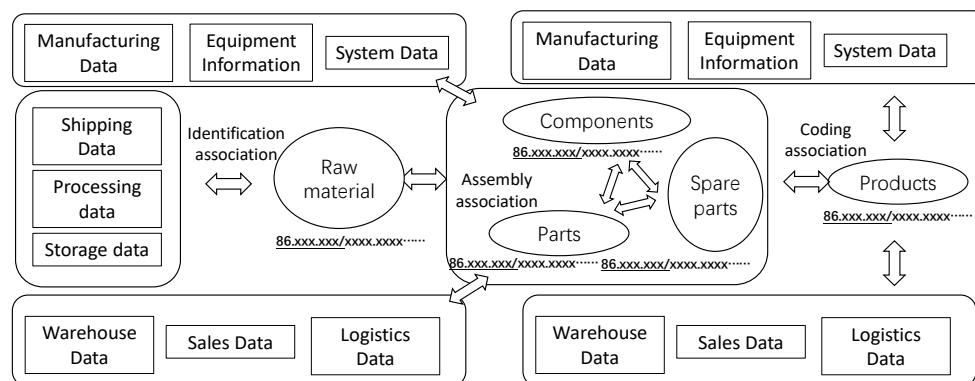 Manufacturing
Data
Equipment
Information
System Data
Manufacturing
Data
Equipment
Information
System Data
Shipping
Data
Processing
data
Storage data
Identification
association
Raw
material
86.xxx.xxx/xxxx.xxxx······
Components
86.xxx.xxx/xxxx.xxxx······
Assembly
association
Spare
parts
Parts
86.xxx.xxx/xxxx.xxxx······
86.xxx.xxx/xxxx.xxxx······
Coding
association
Products
86.xxx.xxx/xxxx.xxxx······
Warehouse
Data
Sales Data
Logistics
Data
Warehouse
Data
Sales Data
Logistics
Data